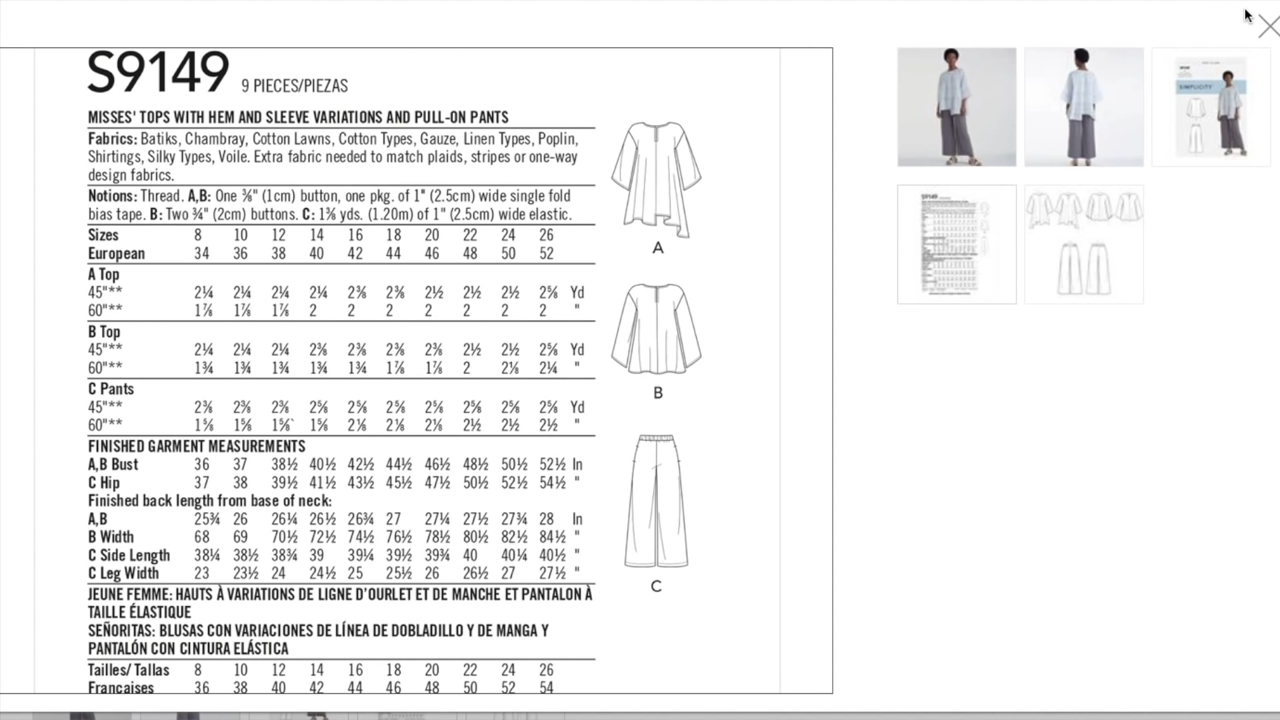 S9149 9 PIECES/PIEZAS
MISSES' TOPS WITH HEM AND SLEEVE VARIATIONS AND PULL-ON PANTS
Fabrics: Batiks, Chambray, Cotton Lawns, Cotton Types, Gauze, Linen Types, Poplin,
Shirtings, Silky Types, Voile. Extra fabric needed to match plaids, stripes or one-way
design fabrics.
Notions: Thread. A,B: One ⅜" (1cm) button, one pkg. of 1" (2.5cm) wide single fold
bias tape. B: Two ¾" (2cm) buttons. C: 1⅜ yds. (1.20m) of 1" (2.5cm) wide elastic.
Sizes 8 10 12 14 16 18 20 22 24 26
European 34 36 38 40 42 44 46 48 50 52
A Top
45"** 2¼ 2¼ 2¼ 2¼ 2⅜ 2⅜ 2½ 2½ 2½ 2⅝ Yd
60"** 1⅞ 1⅞ 1⅞ 2 2 2 2 2 2 2 "
A
B Top
45"** 2¼ 2¼ 2¼ 2⅜ 2⅜ 2⅜ 2⅜ 2½ 2½ 2⅝ Yd
60"** 1¾ 1¾ 1¾ 1¾ 1¾ 1⅞ 1⅞ 2 2⅛ 2¼ "
B
C Pants
45"** 2⅜ 2⅜ 2⅜ 2⅝ 2⅝ 2⅝ 2⅝ 2⅝ 2⅝ 2⅝ Yd
60"** 1⅝ 1⅝ 1⅝ 1⅝ 2⅛ 2⅛ 2⅛ 2½ 2½ 2½ "
FINISHED GARMENT MEASUREMENTS
A,B Bust 36 37 38½ 40½ 42½ 44½ 46½ 48½ 50½ 52½ In
C Hip 37 38 39½ 41½ 43½ 45½ 47½ 50½ 52½ 54½ "
Finished back length from base of neck:
A,B 25¾ 26 26¼ 26½ 26¾ 27 27¼ 27½ 27¾ 28 In
B Width 68 69 70½ 72½ 74½ 76½ 78½ 80½ 82½ 84½ "
C Side Length 38¼ 38½ 38¾ 39 39¼ 39½ 39¾ 40 40¼ 40½ "
C Leg Width 23 23½ 24 24½ 25 25½ 26 26½ 27 27½ "
C
JEUNE FEMME: HAUTS À VARIATIONS DE LIGNE D'OURLET ET DE MANCHE ET PANTALON À
TAILLE ÉLASTIQUE
SEÑORITAS: BLUSAS CON VARIACIONES DE LÍNEA DE DOBLADILLO Y DE MANGA Y
PANTALÓN CON CINTURA ELÁSTICA
Tailles/Tallas 8 10 12 14 16 18 20 22 24 26
Françaises 36 38 40 42 44 46 48 50 52 54
SIMPLICITY
S9149